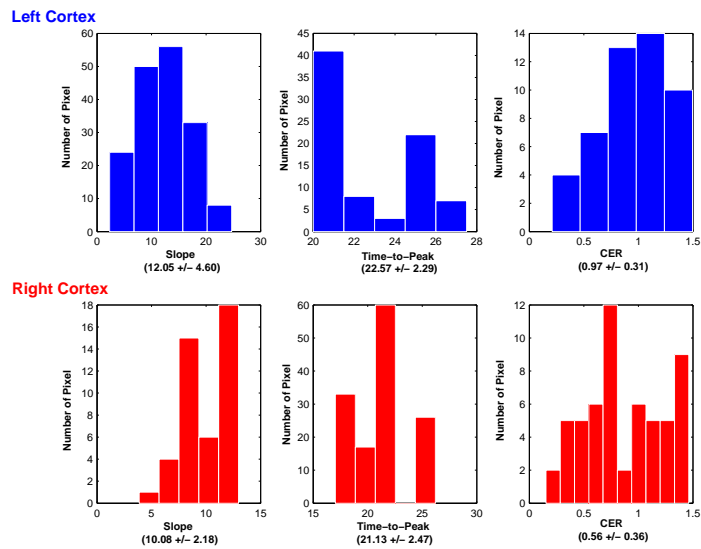 Left Cortex
60
50
40
30
20
10
0
Number of Pixel
0 10 20 30
Slope
(12.05 +/− 4.60)
45
40
35
30
25
20
15
10
5
0
Number of Pixel
20 22 24 26 28
Time−to−Peak
(22.57 +/− 2.29)
14
12
10
8
6
4
2
0
Number of Pixel
0 0.5 1 1.5
CER
(0.97 +/− 0.31)
Right Cortex
18
16
14
12
10
8
6
4
2
0
Number of Pixel
0 5 10 15
Slope
(10.08 +/− 2.18)
60
50
40
30
20
10
0
Number of Pixel
15 20 25 30
Time−to−Peak
(21.13 +/− 2.47)
12
10
8
6
4
2
0
Number of Pixel
0 0.5 1 1.5
CER
(0.56 +/− 0.36)